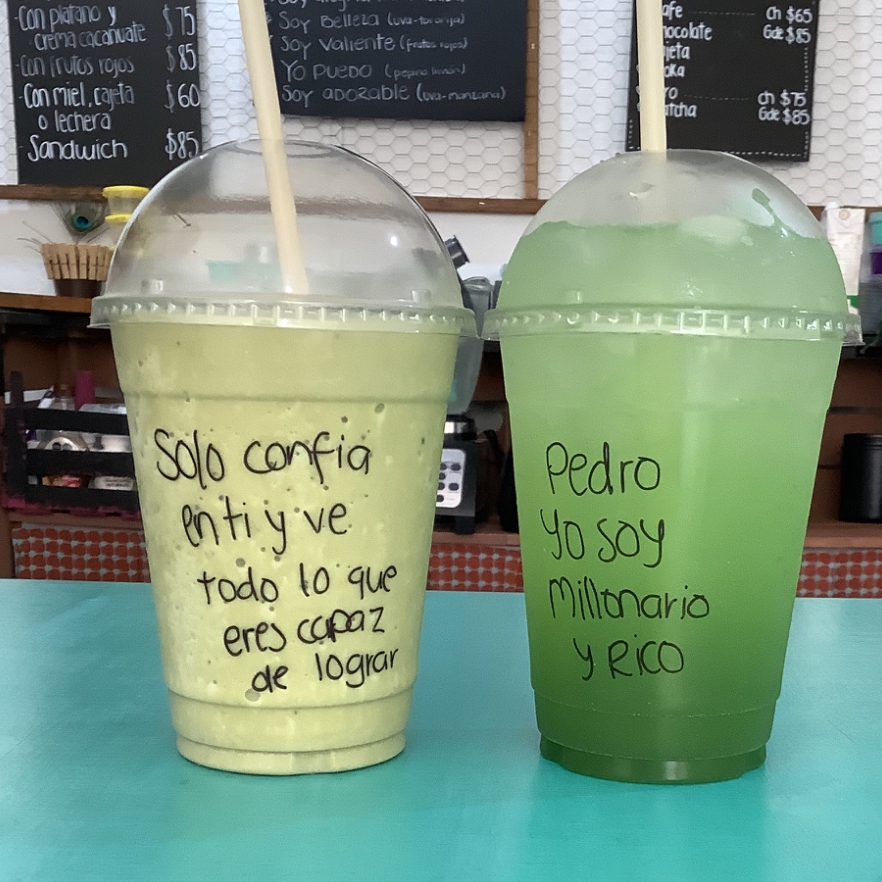 -Con platano y
crema cacahuate $75
-Con frutos rojos $85
-Con miel, cajeta $60
o lechera
Sandwich $85
Soy Belleza (uva-toronja)
Soy Valiente (frutos rojos)
Yo Puedo (pepino limon)
Soy ADORABLE (uva-manzana)
afe ch $65
hocolate Gde $85
jeta
oka
ro ch $75
atcha Gde $85
Solo confia
en ti y ve
todo lo que
eres capaz
de lograr
Pedro
Yo soy
Millonario
y Rico